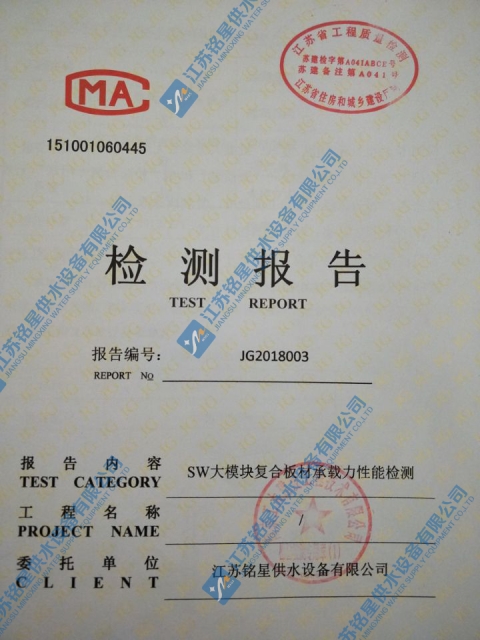 江苏省工程质量检测
苏建检字第A041ABCE号
苏建备注第A041号
江苏省住房和城乡建设厅
CMA
151001060445
检测报告
TEST REPORT
报告编号: JG2018003
REPORT No
报告内容 SW大模块复合板材承载力性能检测
TEST CATEGORY
工程名称 /
PROJECT NAME
委托单位 江苏铭星供水设备有限公司
CLIENT
江苏铭星供水设备有限公司
JIANGSU MINGXING WATER SUPPLY EQUIPMENT CO.,LTD